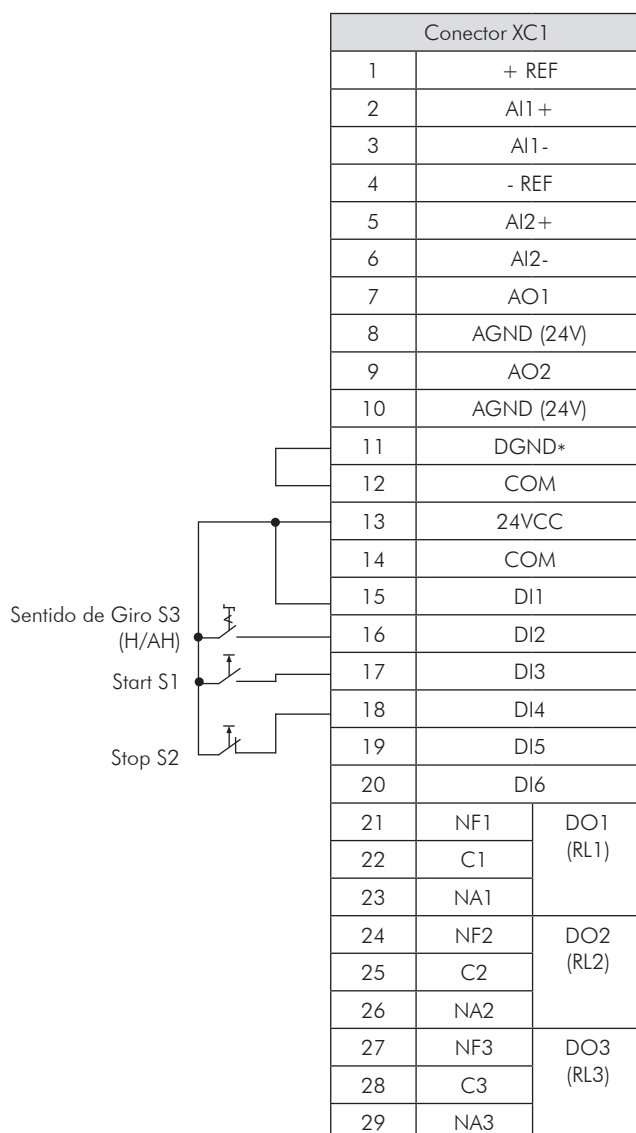 Conector XC1
1 + REF
2 AI1+
3 AI1-
4 - REF
5 AI2+
6 AI2-
7 AO1
8 AGND (24V)
9 AO2
10 AGND (24V)
11 DGND*
12 COM
13 24VCC
14 COM
15 DI1
Sentido de Giro S3
(H/AH)
16 DI2
Start S1
17 DI3
18 DI4
Stop S2
19 DI5
20 DI6
21 NF1 DO1
(RL1)
22 C1
23 NA1
24 NF2 DO2
(RL2)
25 C2
26 NA2
27 NF3 DO3
(RL3)
28 C3
29 NA3